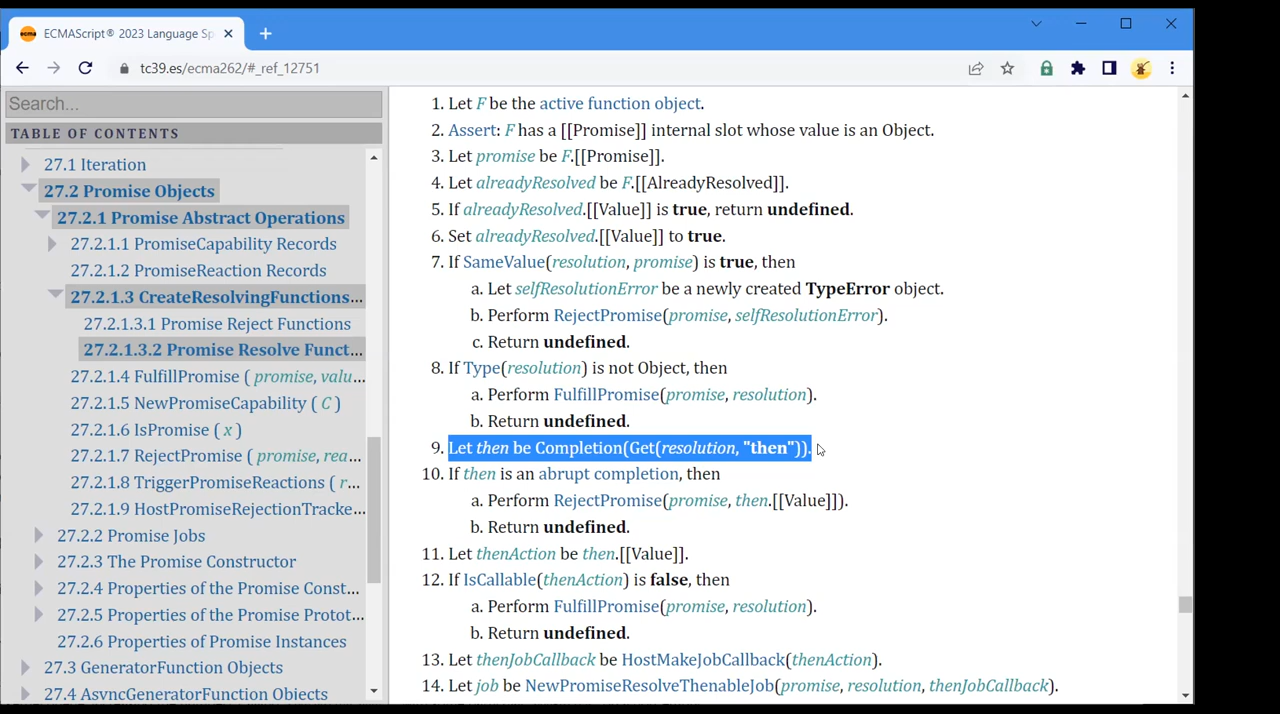 ECMAScript® 2023 Language Sp
tc39.es/ecma262/#_ref_12751
Search...
TABLE OF CONTENTS
27.1 Iteration
27.2 Promise Objects
27.2.1 Promise Abstract Operations
27.2.1.1 PromiseCapability Records
27.2.1.2 PromiseReaction Records
27.2.1.3 CreateResolvingFunctions...
27.2.1.3.1 Promise Reject Functions
27.2.1.3.2 Promise Resolve Funct...
27.2.1.4 FulfillPromise ( promise, valu...
27.2.1.5 NewPromiseCapability ( C )
27.2.1.6 IsPromise ( x )
27.2.1.7 RejectPromise ( promise, rea...
27.2.1.8 TriggerPromiseReactions ( r...
27.2.1.9 HostPromiseRejectionTracke...
27.2.2 Promise Jobs
27.2.3 The Promise Constructor
27.2.4 Properties of the Promise Const...
27.2.5 Properties of the Promise Protot...
27.2.6 Properties of Promise Instances
27.3 GeneratorFunction Objects
27.4 AsyncGeneratorFunction Objects
1. Let F be the active function object.
2. Assert: F has a [[Promise]] internal slot whose value is an Object.
3. Let promise be F.[[Promise]].
4. Let alreadyResolved be F.[[AlreadyResolved]].
5. If alreadyResolved.[[Value]] is true, return undefined.
6. Set alreadyResolved.[[Value]] to true.
7. If SameValue(resolution, promise) is true, then
a. Let selfResolutionError be a newly created TypeError object.
b. Perform RejectPromise(promise, selfResolutionError).
c. Return undefined.
8. If Type(resolution) is not Object, then
a. Perform FulfillPromise(promise, resolution).
b. Return undefined.
9. Let then be Completion(Get(resolution, "then")).
10. If then is an abrupt completion, then
a. Perform RejectPromise(promise, then.[[Value]]).
b. Return undefined.
11. Let thenAction be then.[[Value]].
12. If IsCallable(thenAction) is false, then
a. Perform FulfillPromise(promise, resolution).
b. Return undefined.
13. Let thenJobCallback be HostMakeJobCallback(thenAction).
14. Let job be NewPromiseResolveThenableJob(promise, resolution, thenJobCallback).